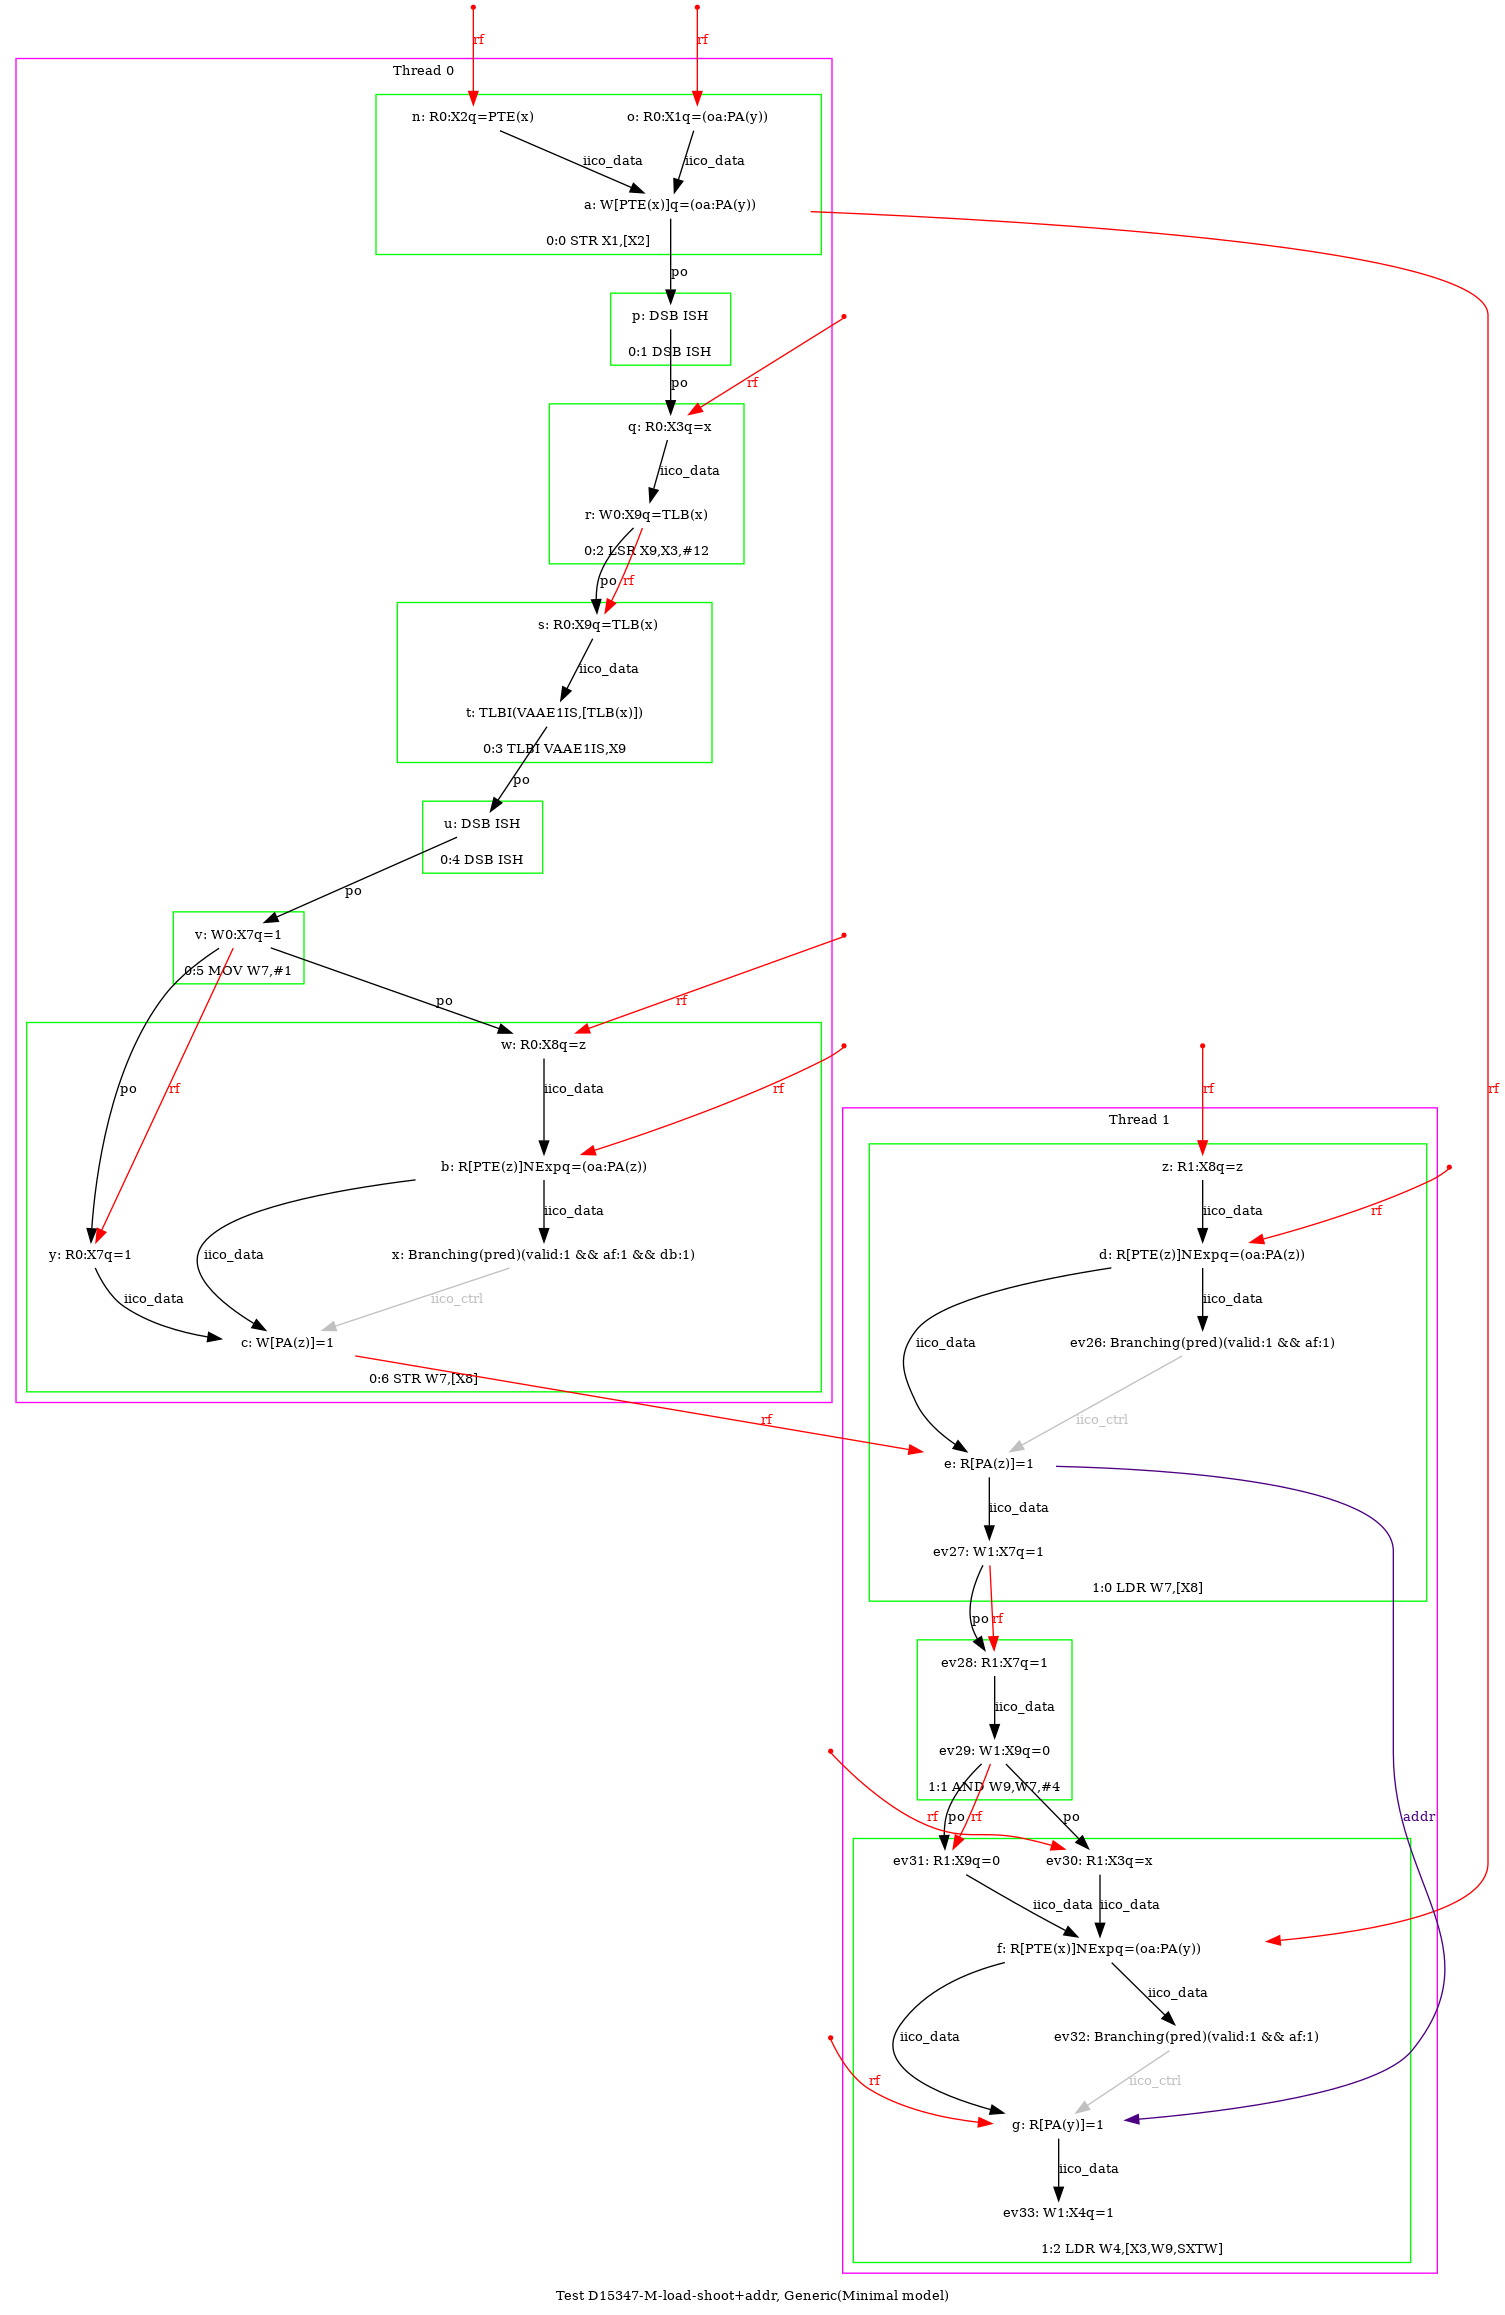 rf
rf
Thread 0
n: R0:X2q=PTE(x)
o: R0:X1q=(oa:PA(y))
iico_data
iico_data
a: W[PTE(x)]q=(oa:PA(y))
0:0 STR X1,[X2]
po
p: DSB ISH
0:1 DSB ISH
po
rf
q: R0:X3q=x
iico_data
r: W0:X9q=TLB(x)
0:2 LSR X9,X3,#12
po
rf
s: R0:X9q=TLB(x)
iico_data
t: TLBI(VAAE1IS,[TLB(x)])
0:3 TLBI VAAE1IS,X9
po
u: DSB ISH
0:4 DSB ISH
po
v: W0:X7q=1
0:5 MOV W7,#1
po
rf
w: R0:X8q=z
po
rf
iico_data
rf
rf
rf
Thread 1
b: R[PTE(z)]NExpq=(oa:PA(z))
z: R1:X8q=z
iico_data
iico_data
iico_data
rf
y: R0:X7q=1
x: Branching(pred)(valid:1 && af:1 && db:1)
d: R[PTE(z)]NExpq=(oa:PA(z))
iico_data
iico_ctrl
iico_data
c: W[PA(z)]=1
iico_data
ev26: Branching(pred)(valid:1 && af:1)
0:6 STR W7,[X8]
rf
iico_ctrl
e: R[PA(z)]=1
iico_data
ev27: W1:X7q=1
1:0 LDR W7,[X8]
po
rf
ev28: R1:X7q=1
iico_data
ev29: W1:X9q=0
1:1 AND W9,W7,#4
rf
po
rf
po
addr
ev31: R1:X9q=0
ev30: R1:X3q=x
iico_data
iico_data
f: R[PTE(x)]NExpq=(oa:PA(y))
iico_data
iico_data
ev32: Branching(pred)(valid:1 && af:1)
rf
iico_ctrl
g: R[PA(y)]=1
iico_data
ev33: W1:X4q=1
1:2 LDR W4,[X3,W9,SXTW]
Test D15347-M-load-shoot+addr, Generic(Minimal model)